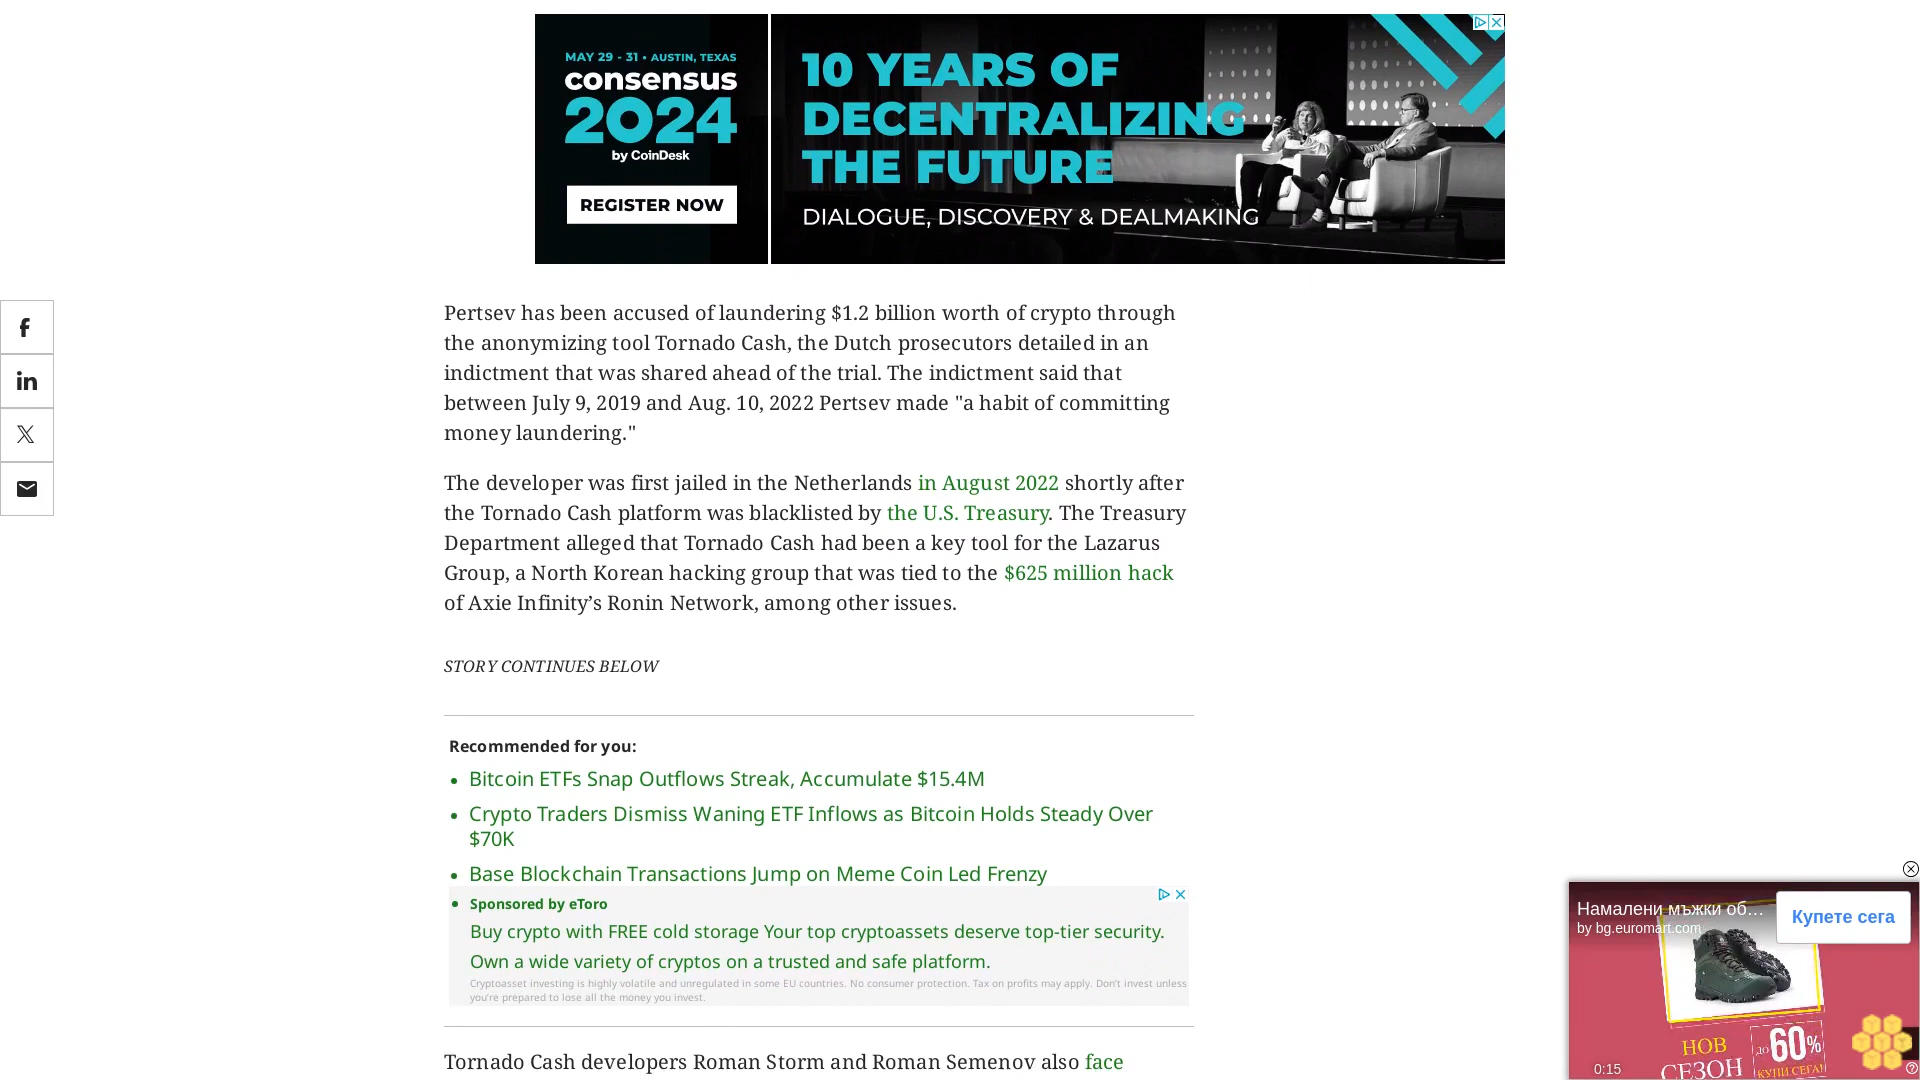 MAY 29 - 31 • AUSTIN, TEXAS
consensus
2024
by CoinDesk
REGISTER NOW
10 YEARS OF
DECENTRALIZING
THE FUTURE
DIALOGUE, DISCOVERY & DEALMAKING
Pertsev has been accused of laundering $1.2 billion worth of crypto through
the anonymizing tool Tornado Cash, the Dutch prosecutors detailed in an
indictment that was shared ahead of the trial. The indictment said that
between July 9, 2019 and Aug. 10, 2022 Pertsev made "a habit of committing
money laundering."
The developer was first jailed in the Netherlands in August 2022 shortly after
the Tornado Cash platform was blacklisted by the U.S. Treasury. The Treasury
Department alleged that Tornado Cash had been a key tool for the Lazarus
Group, a North Korean hacking group that was tied to the $625 million hack
of Axie Infinity’s Ronin Network, among other issues.
STORY CONTINUES BELOW
Recommended for you:
• Bitcoin ETFs Snap Outflows Streak, Accumulate $15.4M
• Crypto Traders Dismiss Waning ETF Inflows as Bitcoin Holds Steady Over
$70K
• Base Blockchain Transactions Jump on Meme Coin Led Frenzy
• Sponsored by eToro
Buy crypto with FREE cold storage Your top cryptoassets deserve top-tier security.
Own a wide variety of cryptos on a trusted and safe platform.
Cryptoasset investing is highly volatile and unregulated in some EU countries. No consumer protection. Tax on profits may apply. Don’t invest unless
you’re prepared to lose all the money you invest.
Tornado Cash developers Roman Storm and Roman Semenov also face
Намалени мъжки об...
by bg.euromart.com
Купете сега
НОВ
СЕЗОН
до 60%
КУПИ СЕГА!
0:15